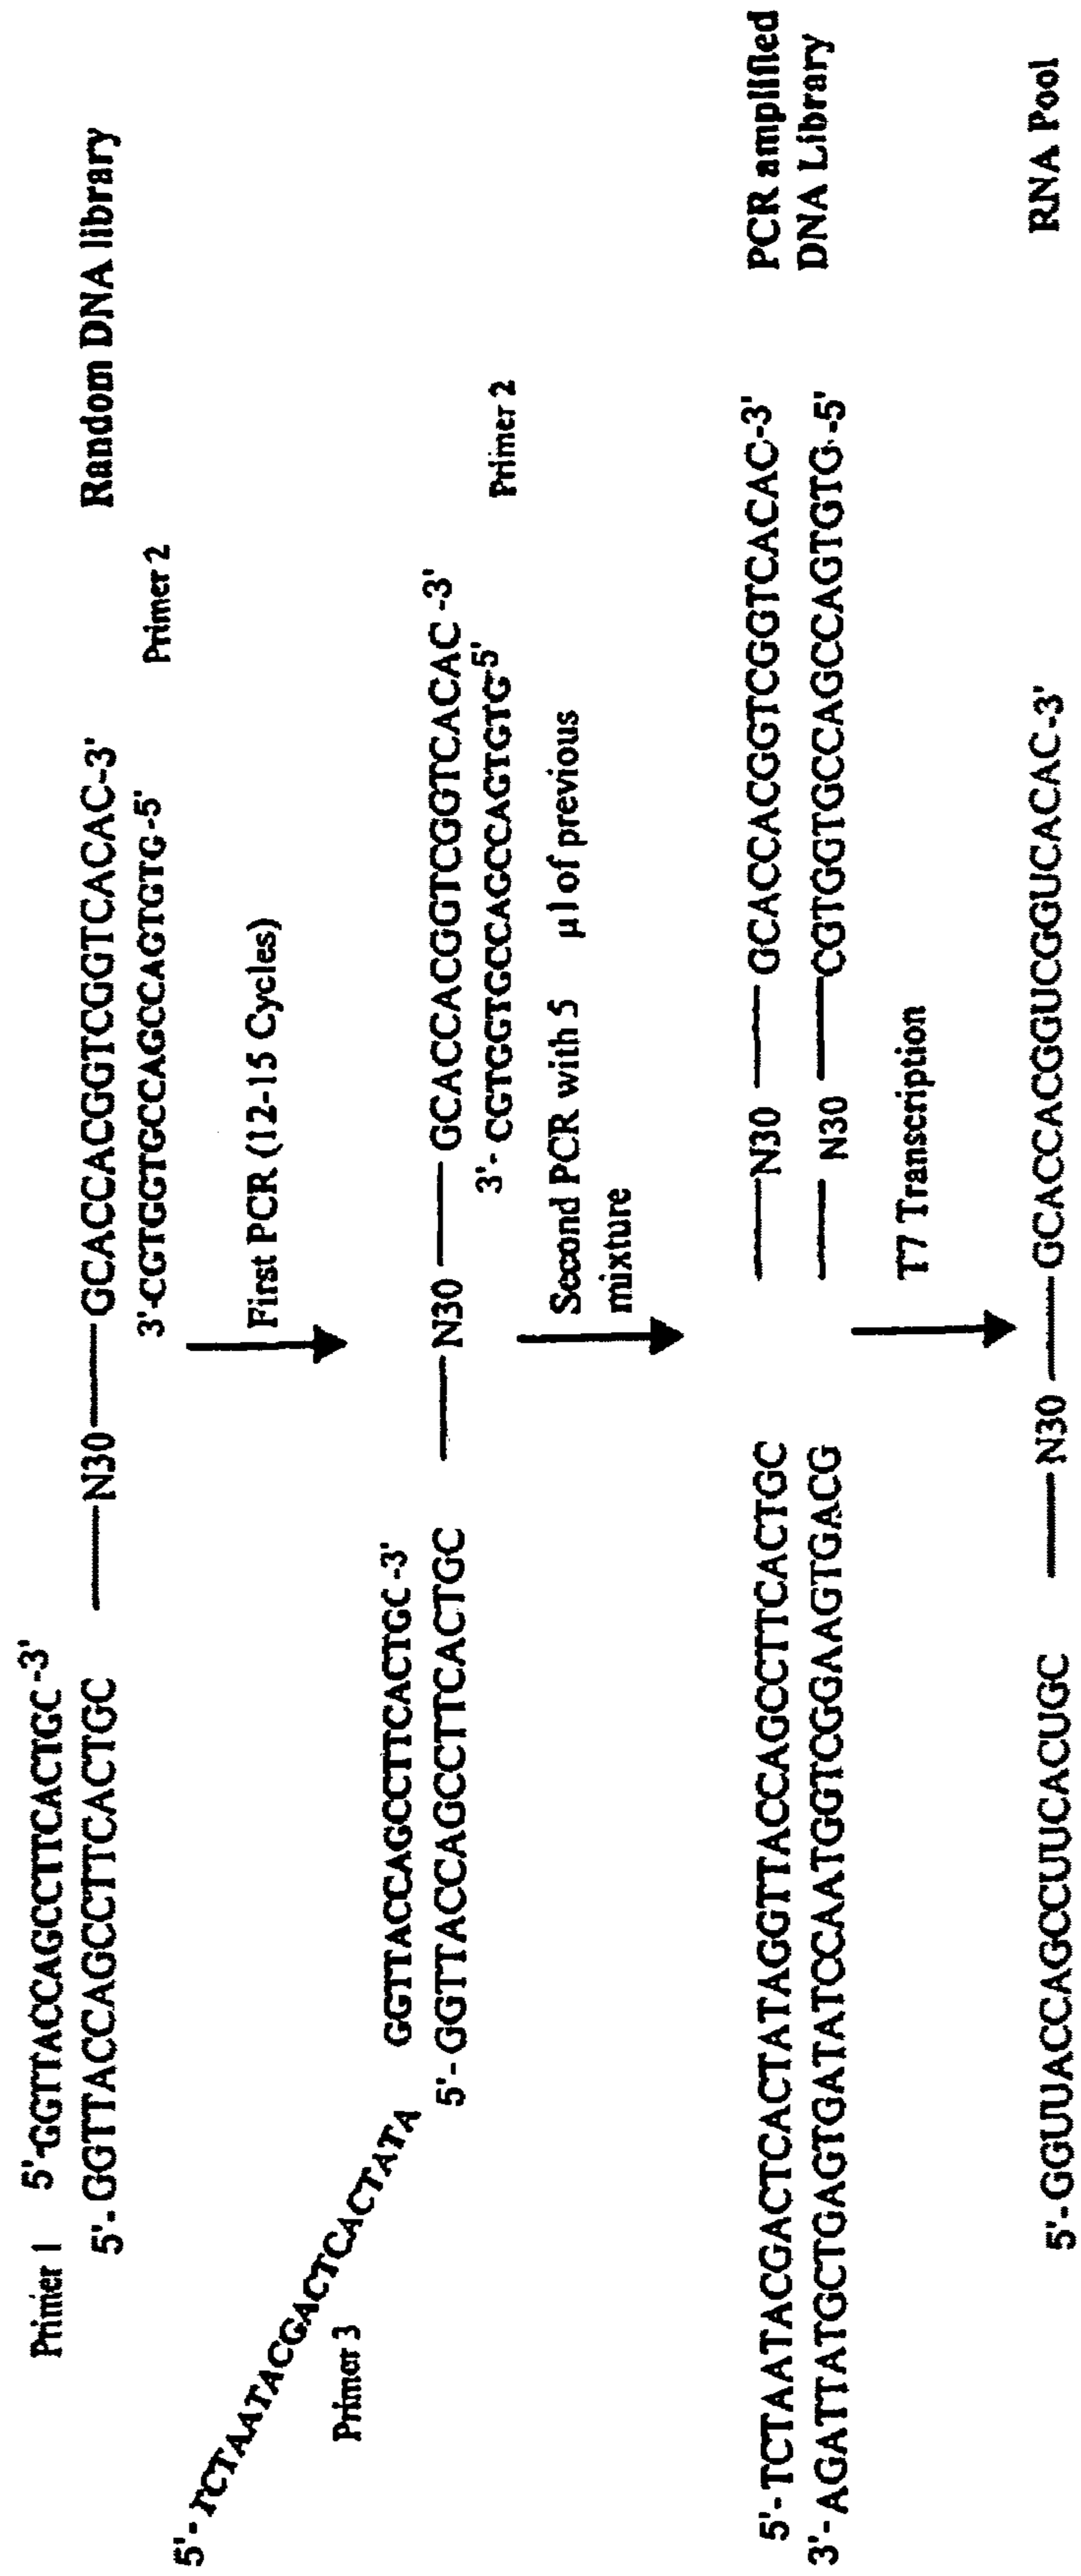 Primer 1 5'-GGTTACCAGCCTTCACTGC-3'
5'-GGTTACCAGCCTTCACTGC —N30— GCACCACGGTCGGTCACAC-3' Random DNA library
3'-CGTGGTGCCAGCCAGTGTG-5' Primer 2
First PCR (12-15 Cycles)
5'-TCTAATACGACTCACTATA GGTTACCAGCCTTCACTGC-3'
Primer 3
5'-GGTTACCAGCCTTCACTGC —N30— GCACCACGGTCGGTCACAC-3'
3'-CGTGGTGCCAGCCAGTGTG-5' Primer 2
Second PCR with 5 µl of previous
mixture
5'-TCTAATACGACTCACTATAGGTTACCAGCCTTCACTGC —N30— GCACCACGGTCGGTCACAC-3' PCR amplified
3'-AGATTATGCTGAGTGATATCCAATGGTCGGAAGTGACG — N30 —CGTGGTGCCAGCCAGTGTG-5' DNA Library
T7 Transcription
5'-GGUUACCAGCCUUCACUGC —N30—GCACCACGGUCGGUCACAC-3' RNA Pool